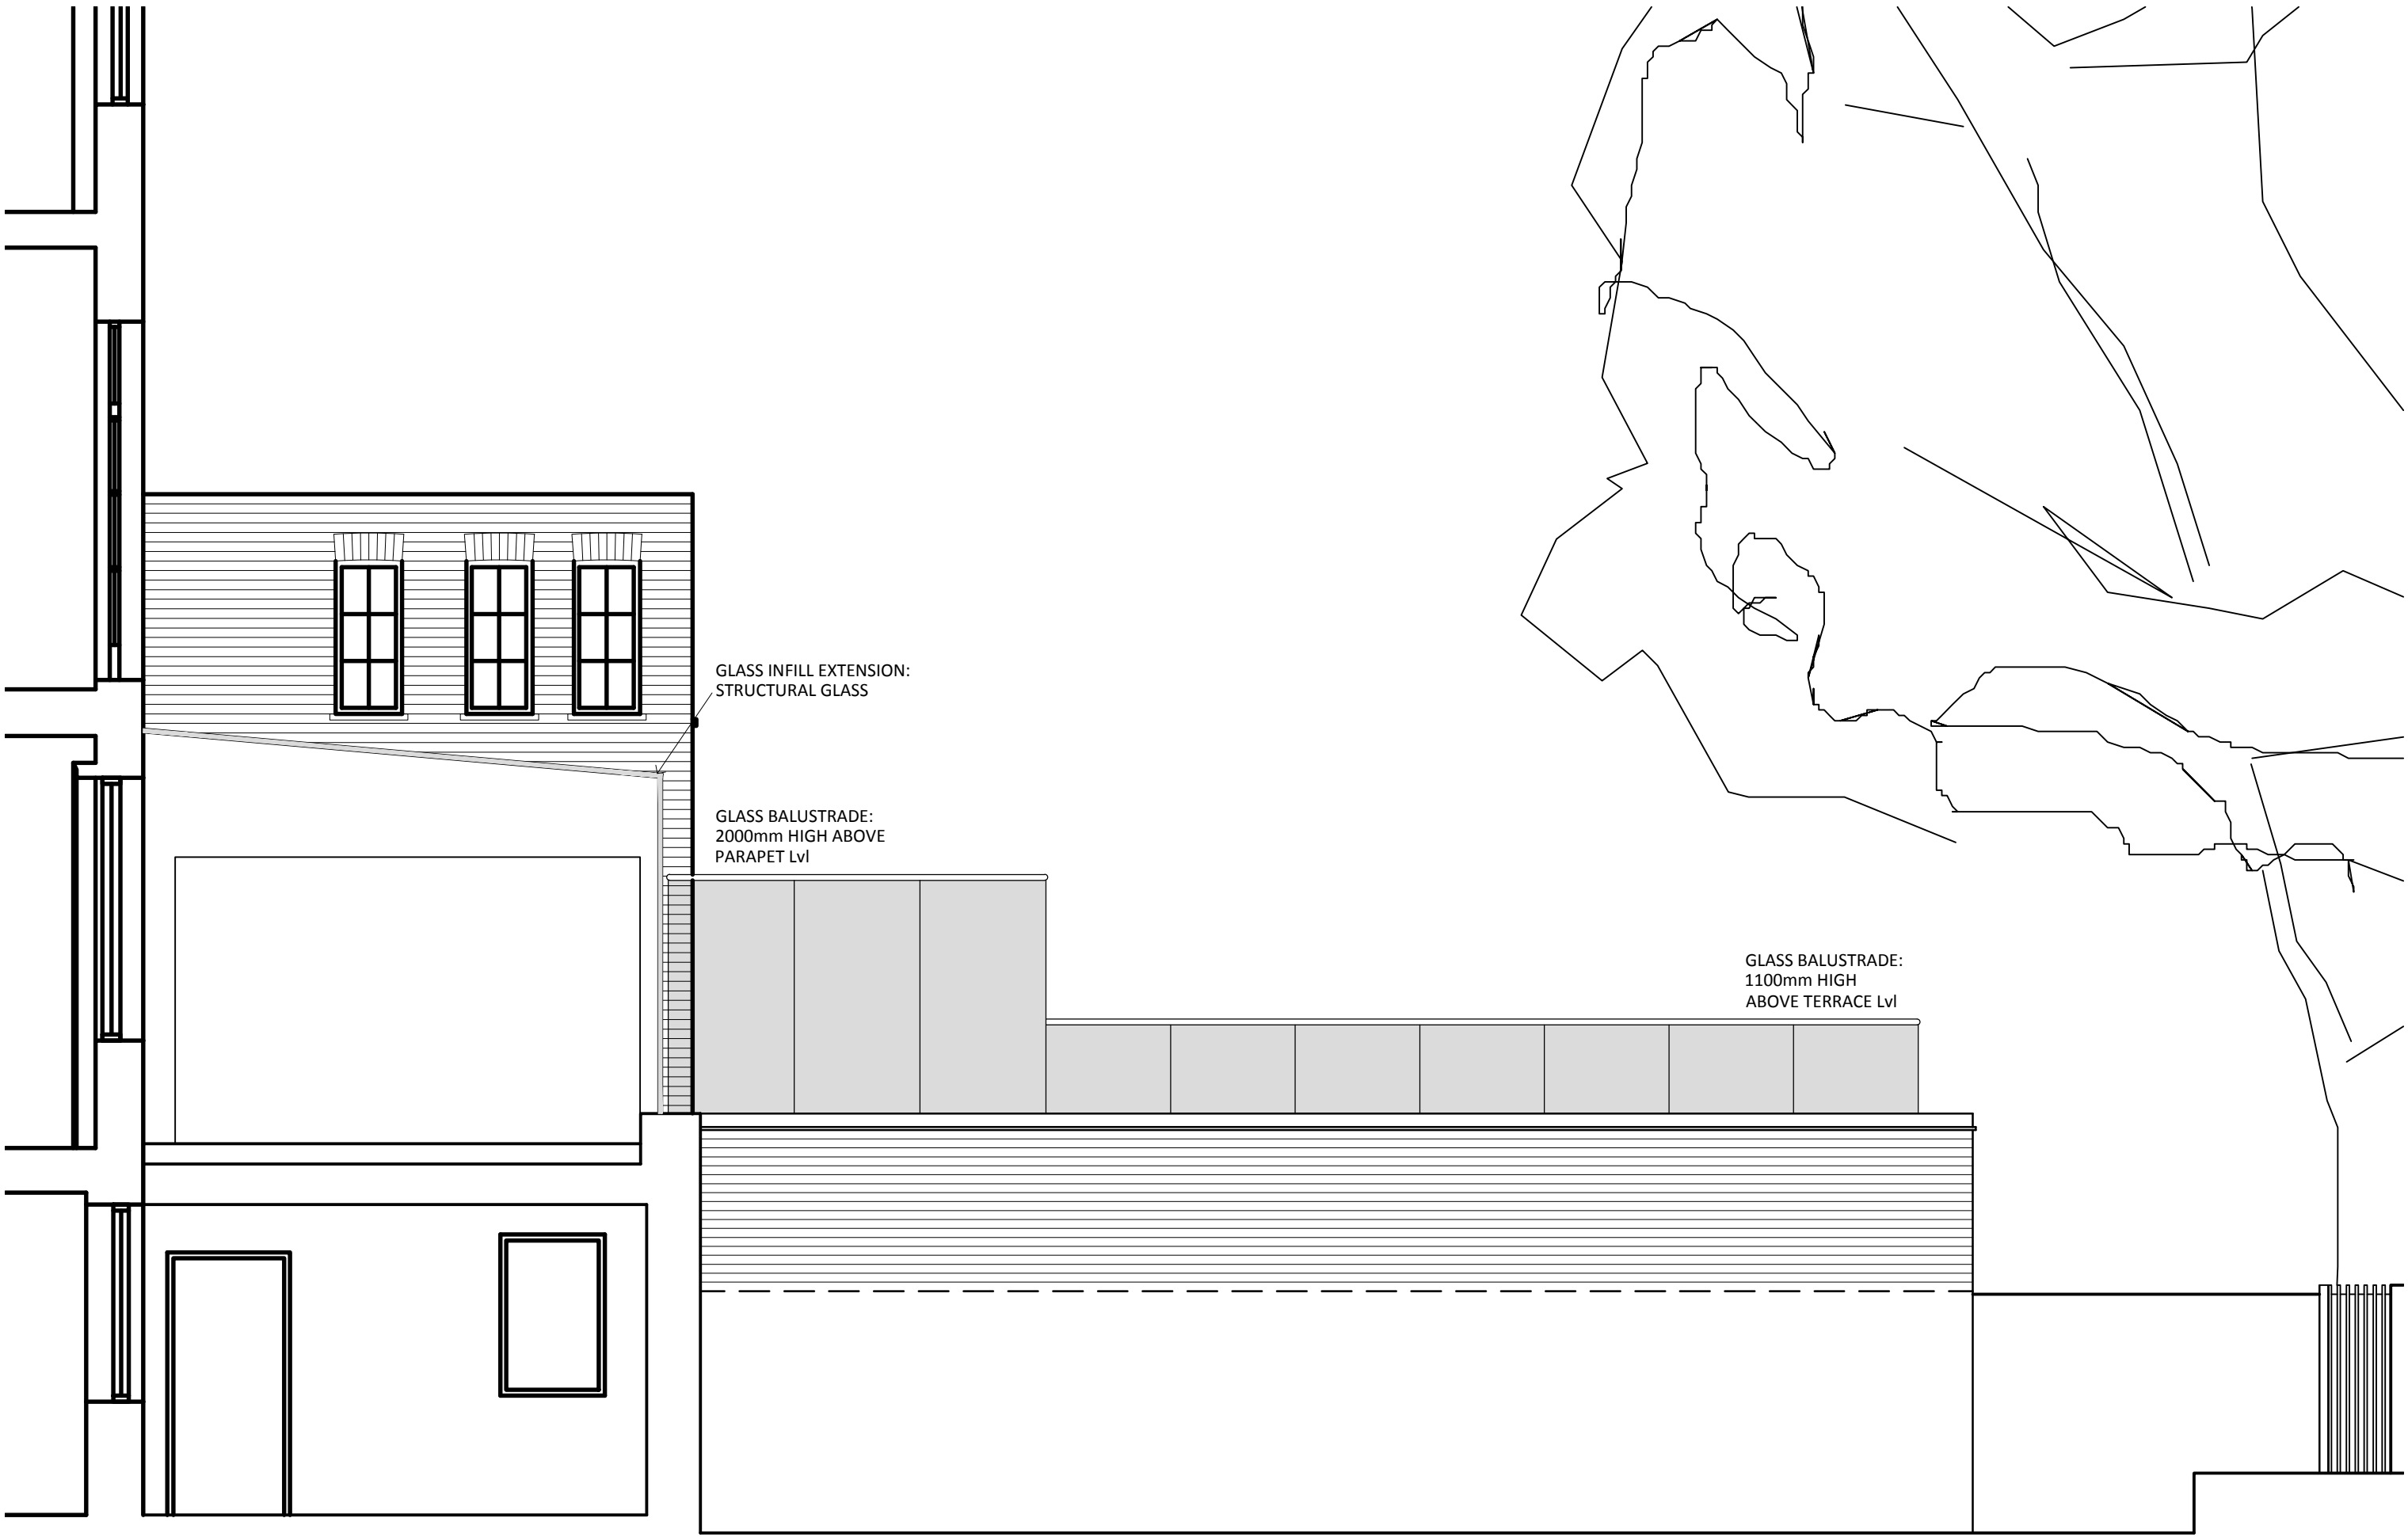 GLASS INFILL EXTENSION:
STRUCTURAL GLASS
GLASS BALUSTRADE:
2000mm HIGH ABOVE
PARAPET Lvl
GLASS BALUSTRADE:
1100mm HIGH
ABOVE TERRACE Lvl